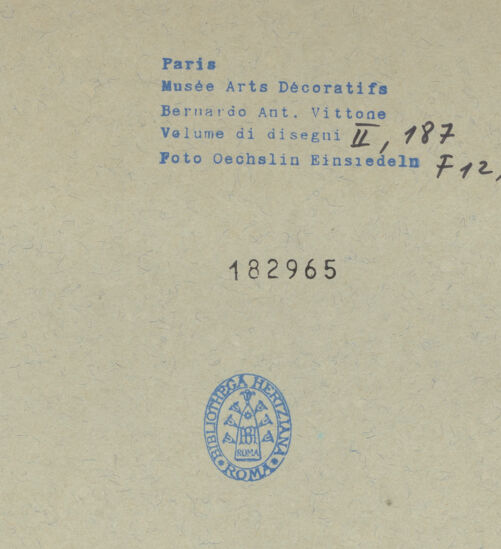 Paris
Musée Arts Décoratifs
Bernardo Ant. Vittone
Volume di disegni II, 187
Foto Oechslin Einsiedeln F 12,
182965
BIBLIOTHECA HERTZIANA
BH
ROMA
ROMA